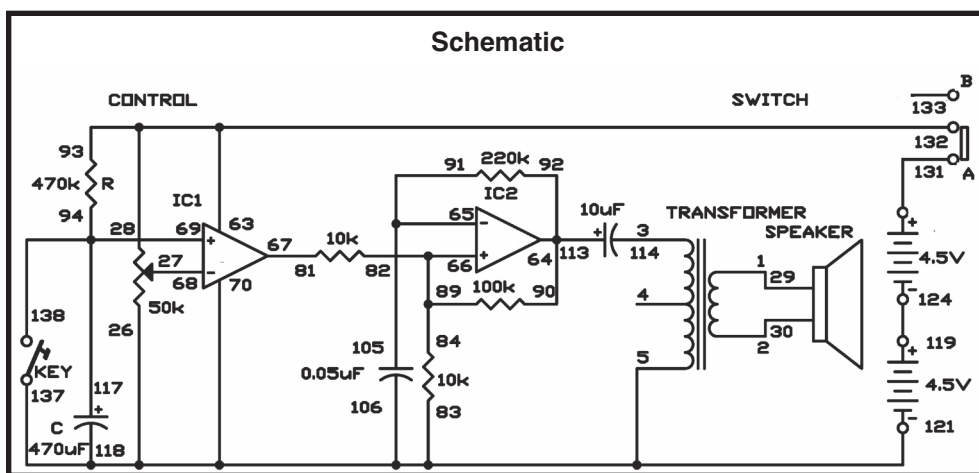 Schematic
B
CONTROL SWITCH 133
93 132
470k R 91 220k 92 131 A
94 IC1 IC2
28 69 + 63 65 - 10uF TRANSFORMER +
67 10k + 3 SPEAKER
27 - 81 82 66 + 64 113 114 1 4.5V
68 70 29 -
50k 89 100k 90 4 124
26 30
138 84 5 2 119
105 +
KEY 0.05uF 10k 4.5V
137 117 106 83 -
C + 121
470uF 118